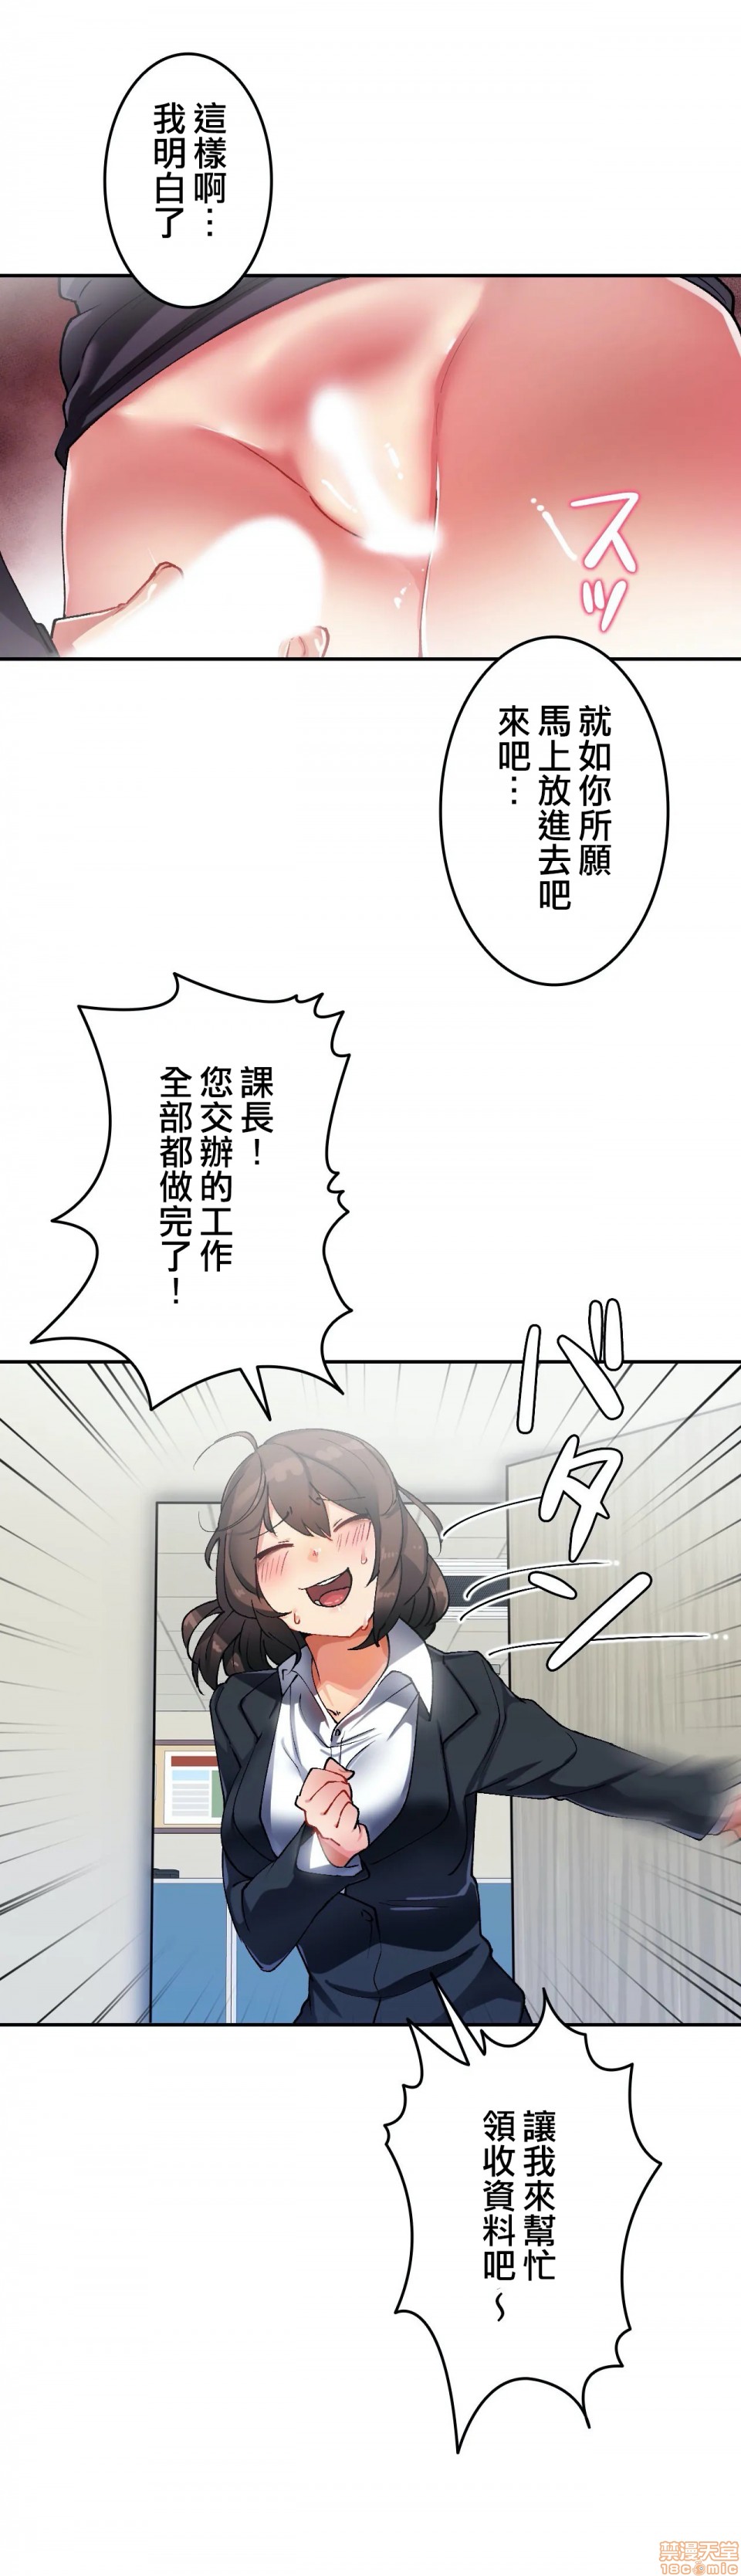 這樣啊…
我明白了
スッ
就如你所願
馬上放進去吧
來吧…
課長！
您交辦的工作
全部都做完了！
バタン
讓我來幫忙
領收資料吧～
禁漫天堂
18comic